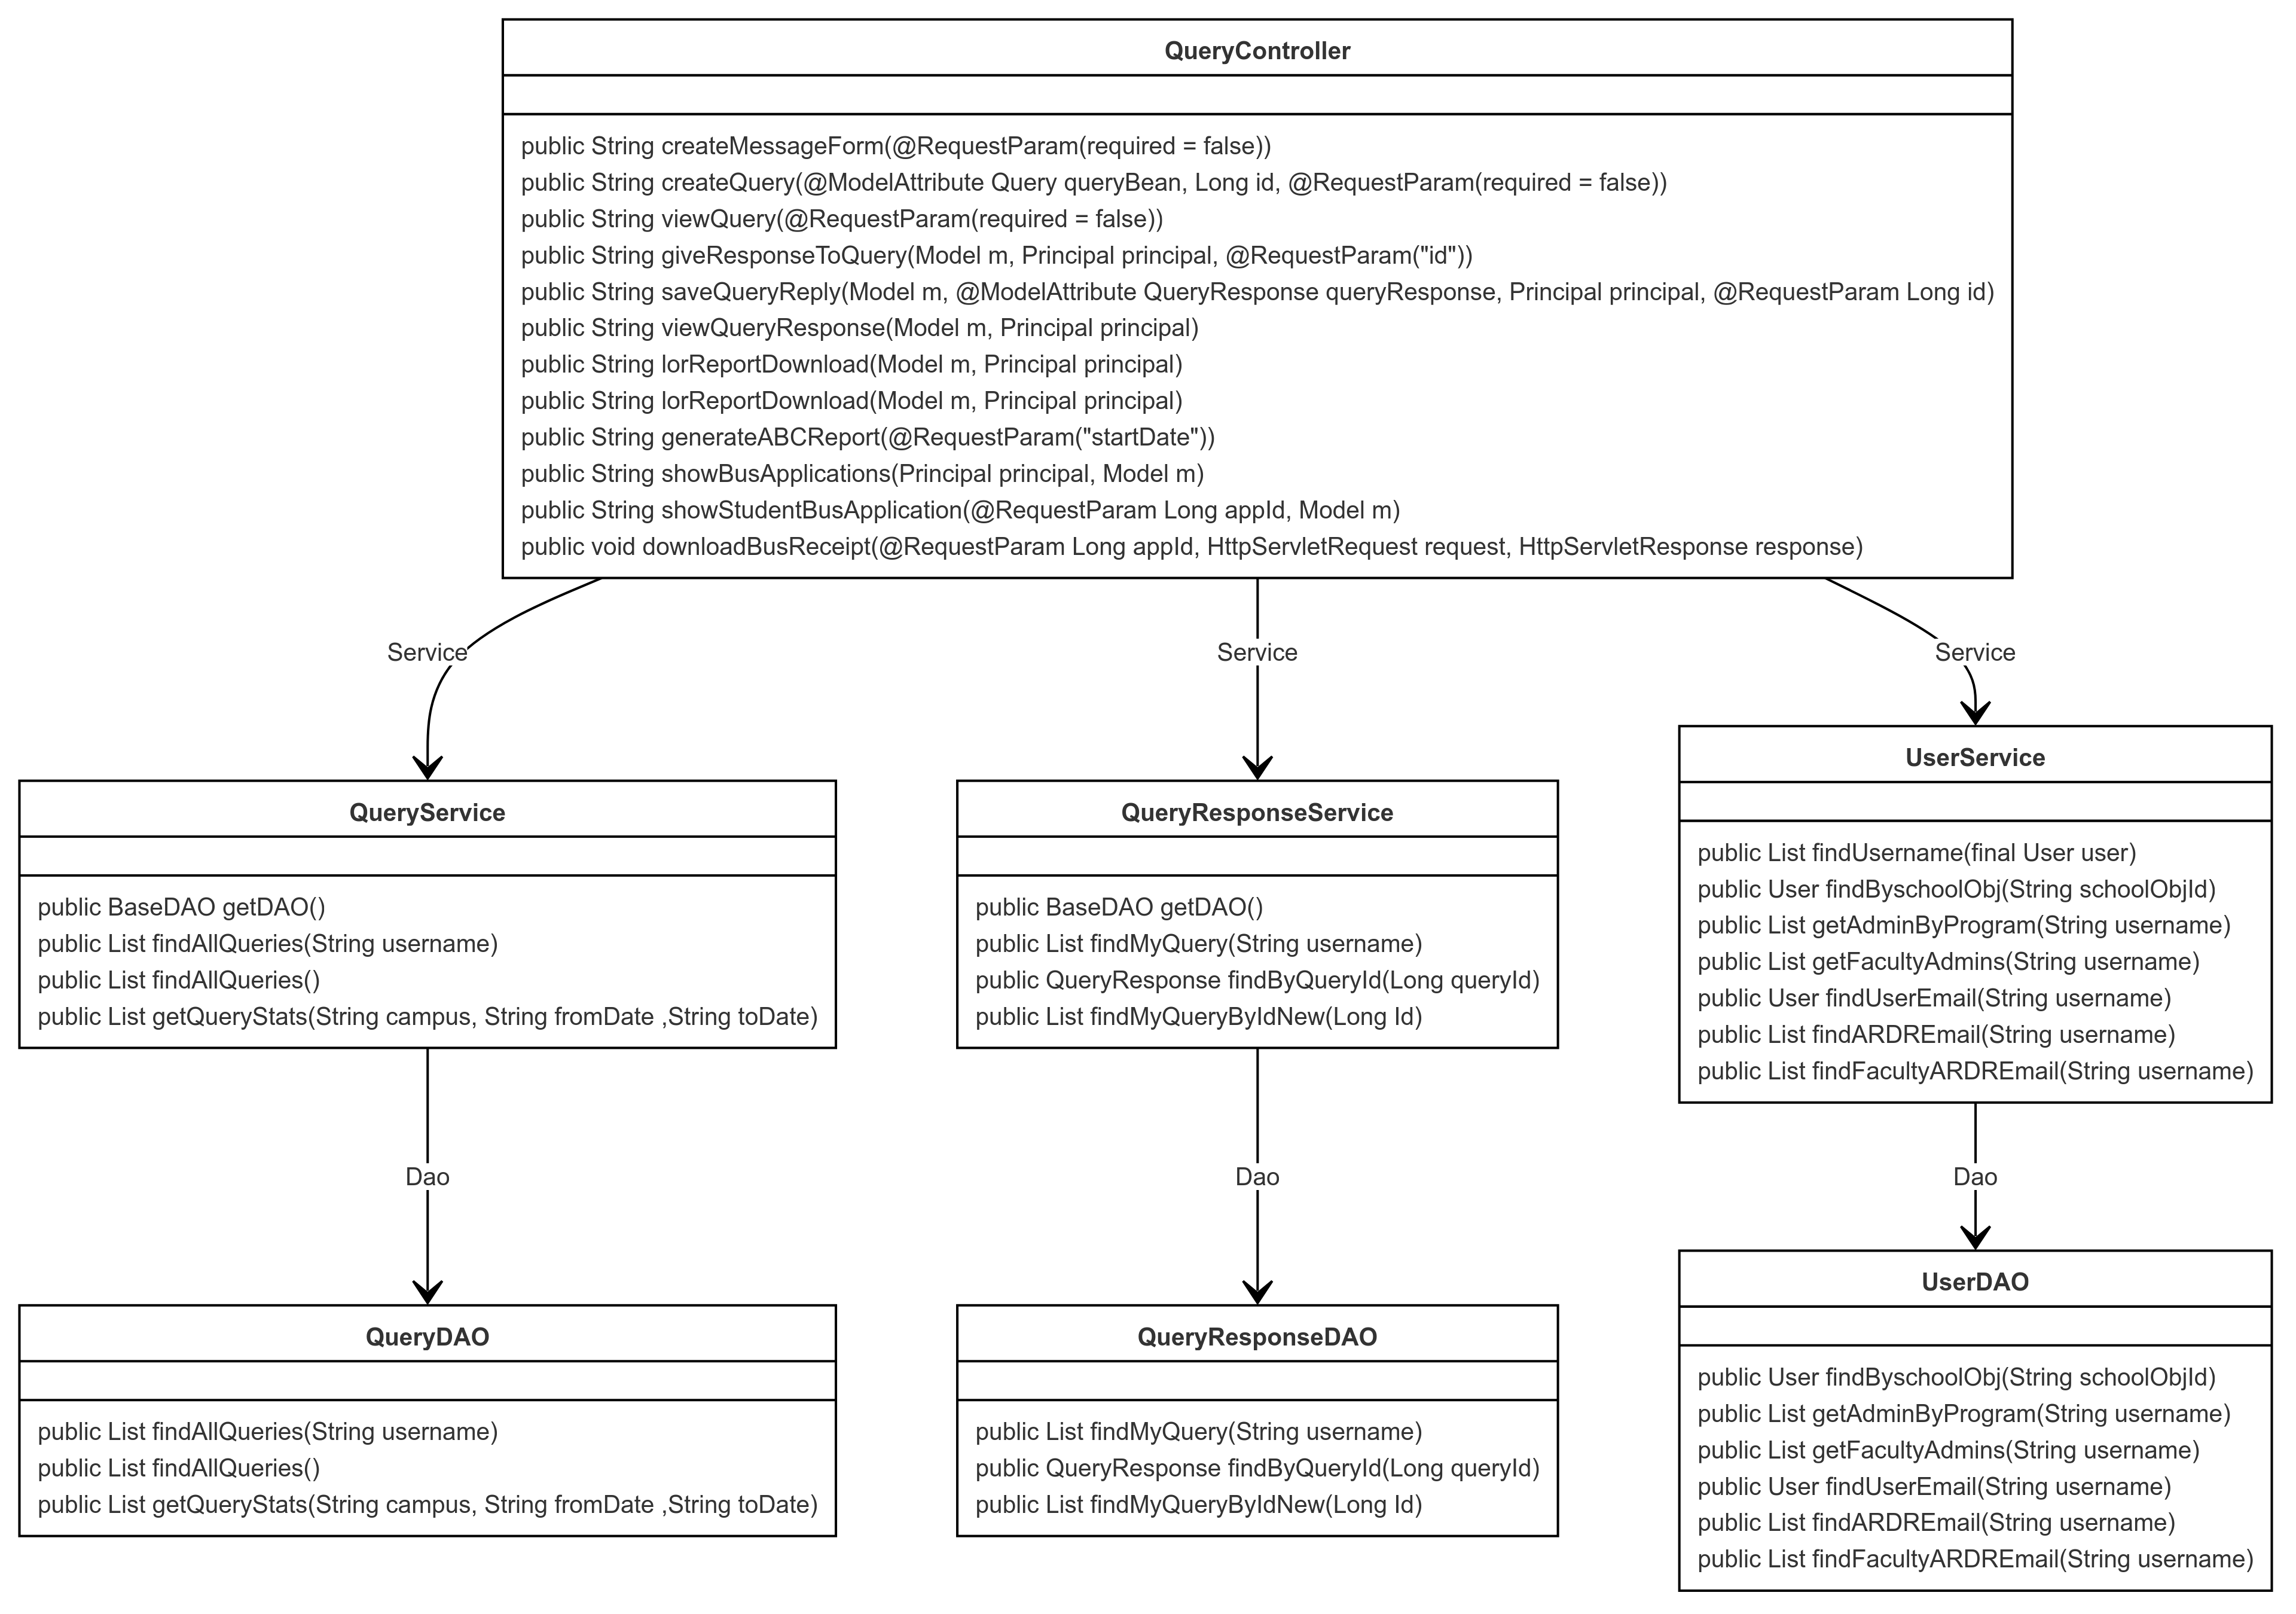 QueryController
public String createMessageForm(@RequestParam(required = false))
public String createQuery(@ModelAttribute Query queryBean, Long id, @RequestParam(required = false))
public String viewQuery(@RequestParam(required = false))
public String giveResponseToQuery(Model m, Principal principal, @RequestParam("id"))
public String saveQueryReply(Model m, @ModelAttribute QueryResponse queryResponse, Principal principal, @RequestParam Long id)
public String viewQueryResponse(Model m, Principal principal)
public String lorReportDownload(Model m, Principal principal)
public String lorReportDownload(Model m, Principal principal)
public String generateABCReport(@RequestParam("startDate"))
public String showBusApplications(Principal principal, Model m)
public String showStudentBusApplication(@RequestParam Long appId, Model m)
public void downloadBusReceipt(@RequestParam Long appId, HttpServletRequest request, HttpServletResponse response)
Service
Service
Service
QueryService
public BaseDAO getDAO()
public List findAllQueries(String username)
public List findAllQueries()
public List getQueryStats(String campus, String fromDate ,String toDate)
QueryResponseService
public BaseDAO getDAO()
public List findMyQuery(String username)
public QueryResponse findByQueryId(Long queryId)
public List findMyQueryByIdNew(Long Id)
UserService
public List findUsername(final User user)
public User findByschoolObj(String schoolObjId)
public List getAdminByProgram(String username)
public List getFacultyAdmins(String username)
public User findUserEmail(String username)
public List findARDREmail(String username)
public List findFacultyARDREmail(String username)
Dao
Dao
Dao
QueryDAO
public List findAllQueries(String username)
public List findAllQueries()
public List getQueryStats(String campus, String fromDate ,String toDate)
QueryResponseDAO
public List findMyQuery(String username)
public QueryResponse findByQueryId(Long queryId)
public List findMyQueryByIdNew(Long Id)
UserDAO
public User findByschoolObj(String schoolObjId)
public List getAdminByProgram(String username)
public List getFacultyAdmins(String username)
public User findUserEmail(String username)
public List findARDREmail(String username)
public List findFacultyARDREmail(String username)